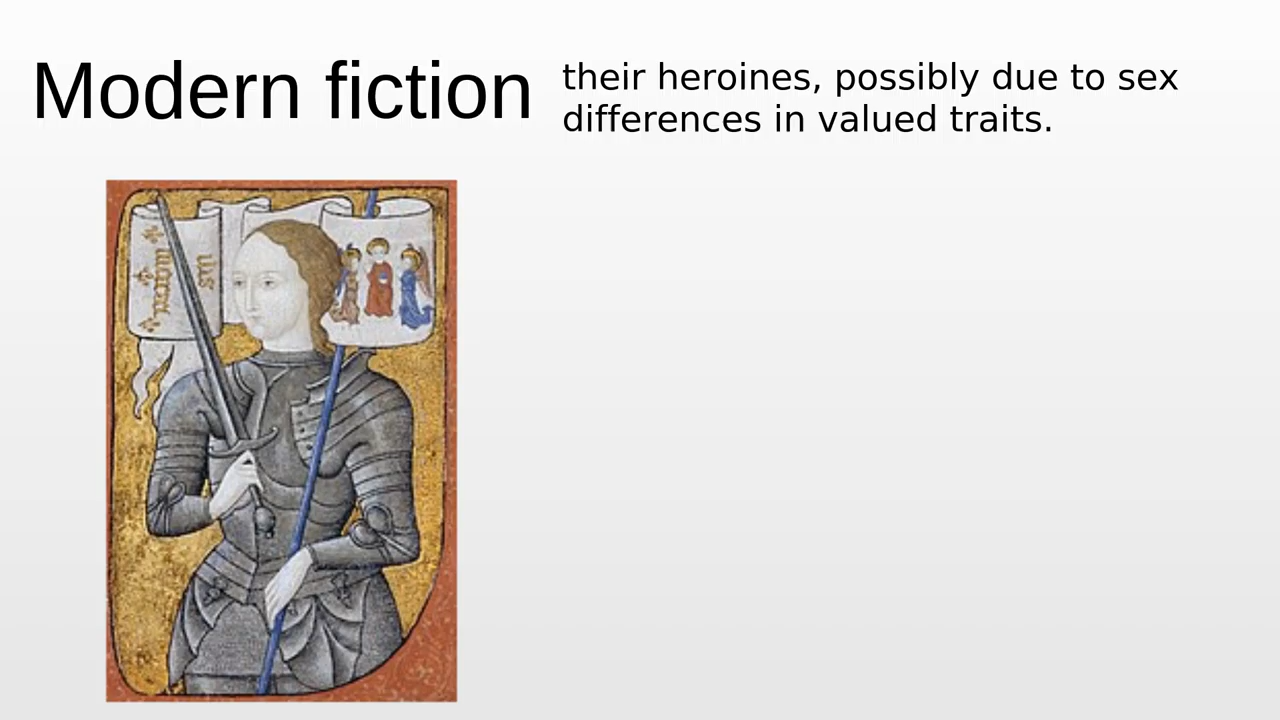 Modern fiction
their heroines, possibly due to sex
differences in valued traits.